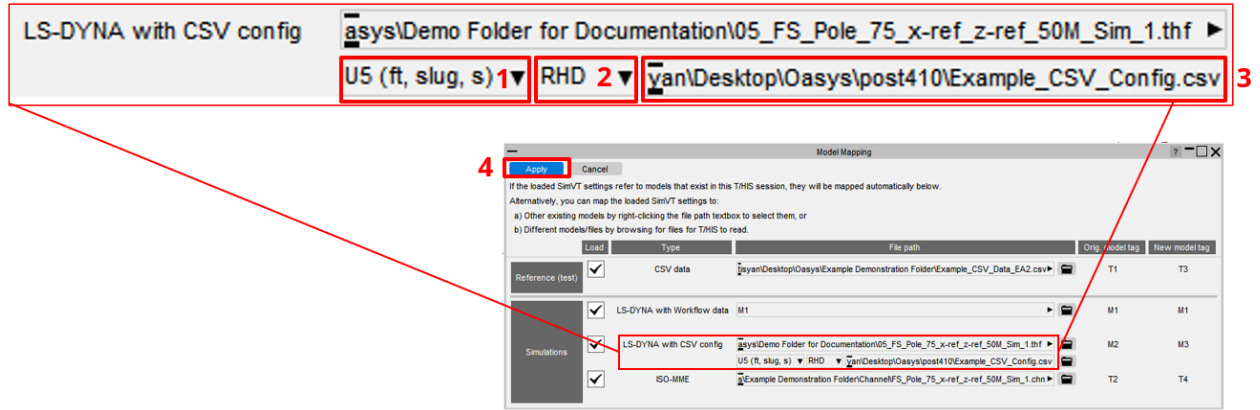 LS-DYNA with CSV config asys\Demo Folder for Documentation\05_FS_Pole_75_x-ref_z-ref_50M_Sim_1.thf
U5 (ft, slug, s) 1 RHD 2 yan\Desktop\Oasys\post410\Example_CSV_Config.csv 3
Model Mapping ?
4 Apply Cancel
If the loaded SimVT settings refer to models that exist in this T/HIS session, they will be mapped automatically below.
Alternatively, you can map the loaded SimVT settings to:
a) Other existing models by right-clicking the file path textbox to select them, or
b) Different models/files by browsing for files for T/HIS to read.
Load Type File path Orig. model tag New model tag
Reference (test) CSV data tisyan\Desktop\Oasys\Example Demonstration Folder\Example_CSV_Data_EA2.csv T1 T3
LS-DYNA with Workflow data M1 M1 M1
Simulations LS-DYNA with CSV config asys\Demo Folder for Documentation\05_FS_Pole_75_x-ref_z-ref_50M_Sim_1.thf M2 M3
U5 (ft, slug, s) RHD yan\Desktop\Oasys\post410\Example_CSV_Config.csv
ISO-MME s\Example Demonstration Folder\Channel\FS_Pole_75_x-ref_z-ref_50M_Sim_1.chn T2 T4